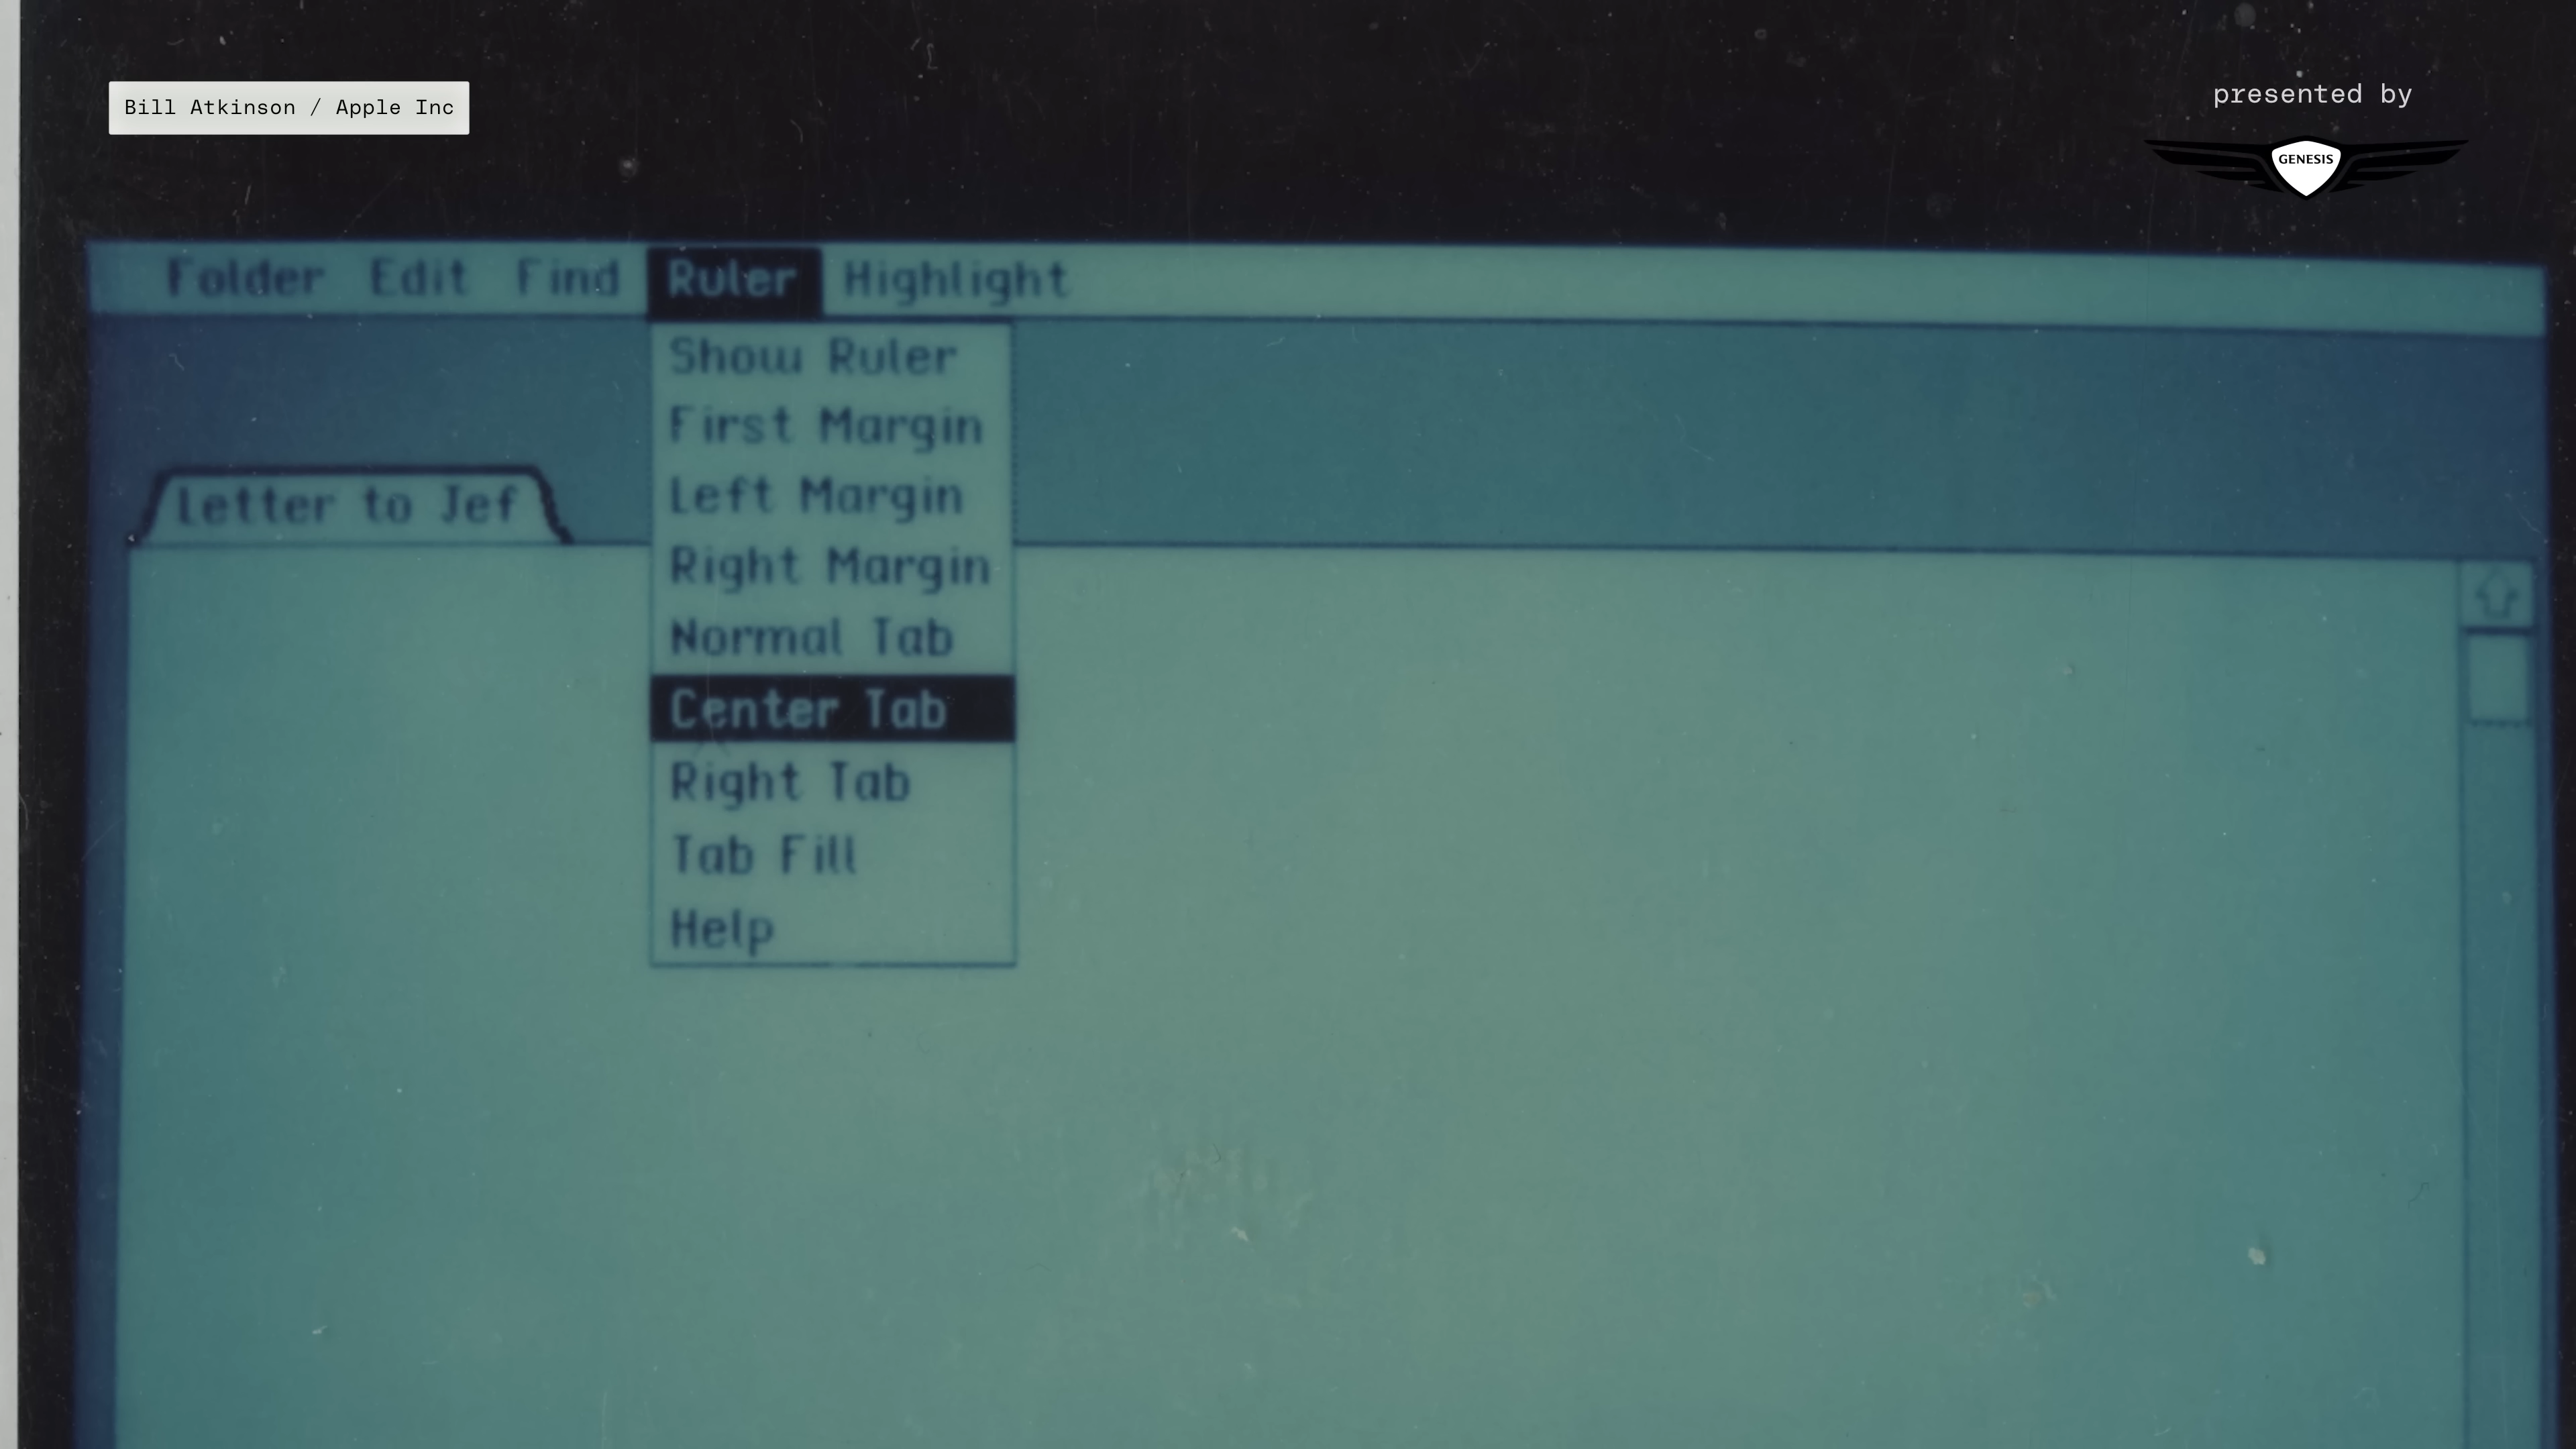 Bill Atkinson / Apple Inc
presented by
GENESIS
Folder Edit Find Ruler Highlight
Show Ruler
First Margin
Left Margin
Right Margin
Normal Tab
Center Tab
Right Tab
Tab Fill
Help
Letter to Jef